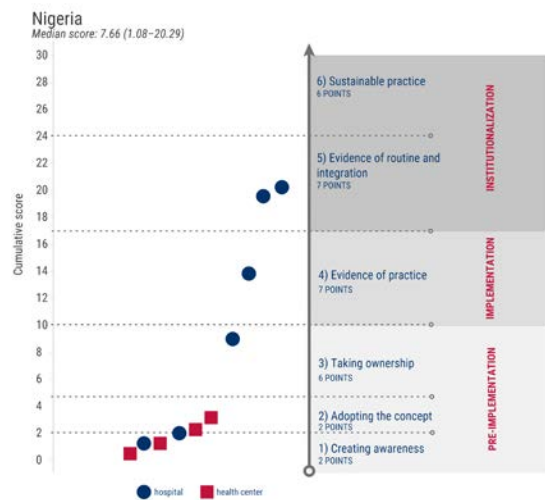 Nigeria
Median score: 7.66 (1.08–20.29)
30
28
26
24
22
20
18
16
14
12
10
8
6
4
2
0
Cumulative score
6) Sustainable practice
6 POINTS
5) Evidence of routine and
integration
7 POINTS
4) Evidence of practice
7 POINTS
3) Taking ownership
6 POINTS
2) Adopting the concept
2 POINTS
1) Creating awareness
2 POINTS
INSTITUTIONALIZATION
IMPLEMENTATION
PRE-IMPLEMENTATION
hospital
health center